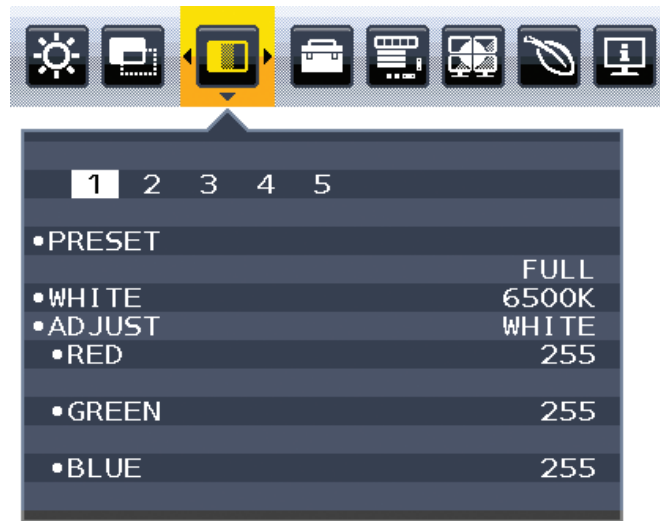 1 2 3 4 5
•PRESET
FULL
•WHITE 6500K
•ADJUST WHITE
•RED 255
•GREEN 255
•BLUE 255